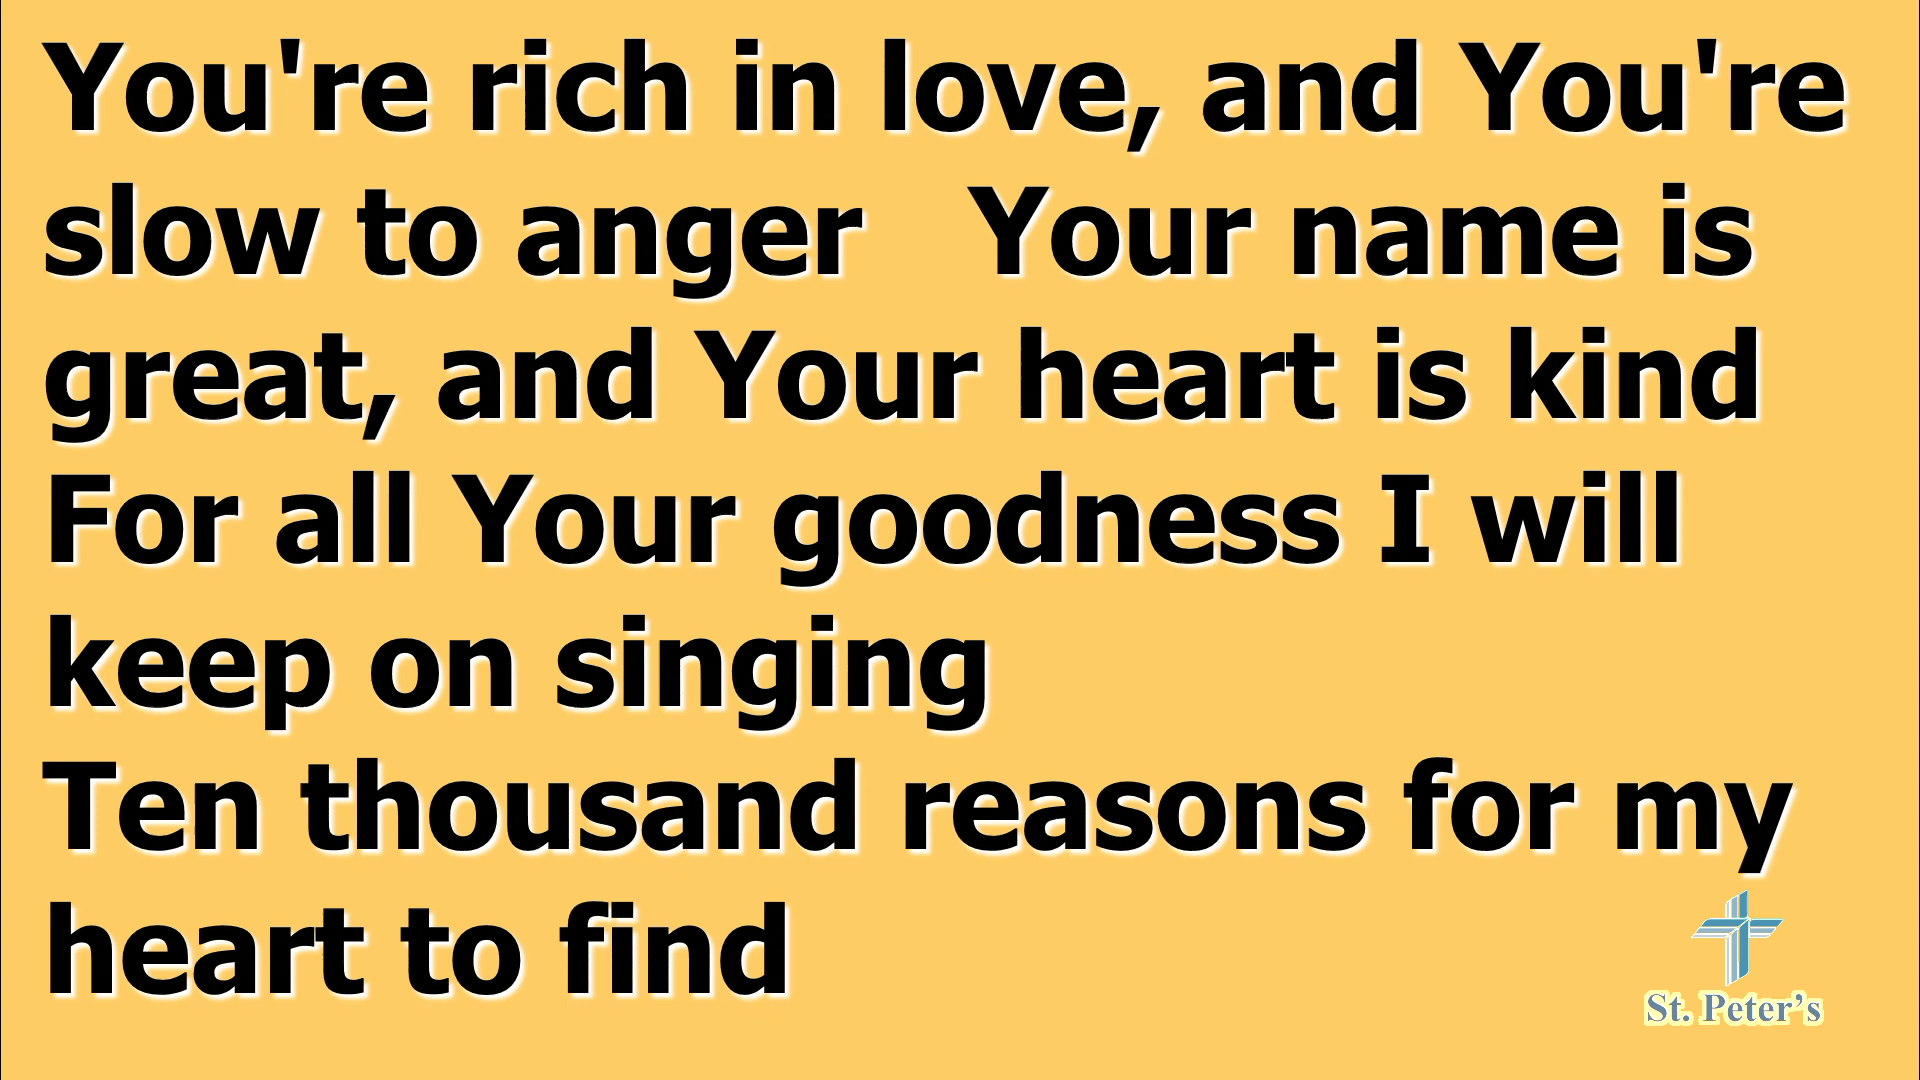 You're rich in love, and You're
slow to anger   Your name is
great, and Your heart is kind
For all Your goodness I will
keep on singing
Ten thousand reasons for my
heart to find
St. Peter’s